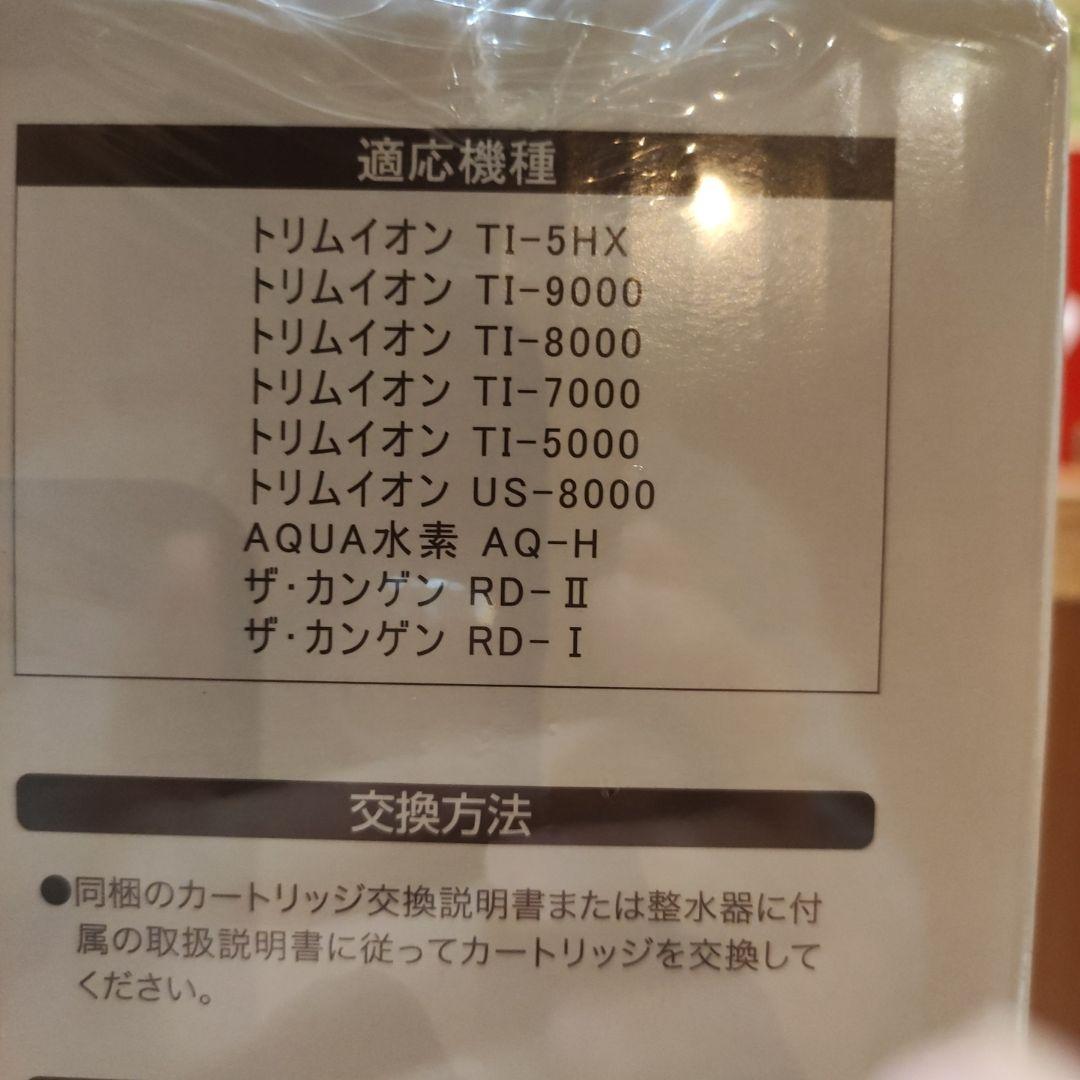 適応機種
トリムイオン TI-5HX
トリムイオン TI-9000
トリムイオン TI-8000
トリムイオン TI-7000
トリムイオン TI-5000
トリムイオン US-8000
AQUA水素 AQ-H
ザ・カンゲン RD-Ⅱ
ザ・カンゲン RD-Ⅰ
交換方法
●同梱のカートリッジ交換説明書または整水器に付
属の取扱説明書に従ってカートリッジを交換して
ください。